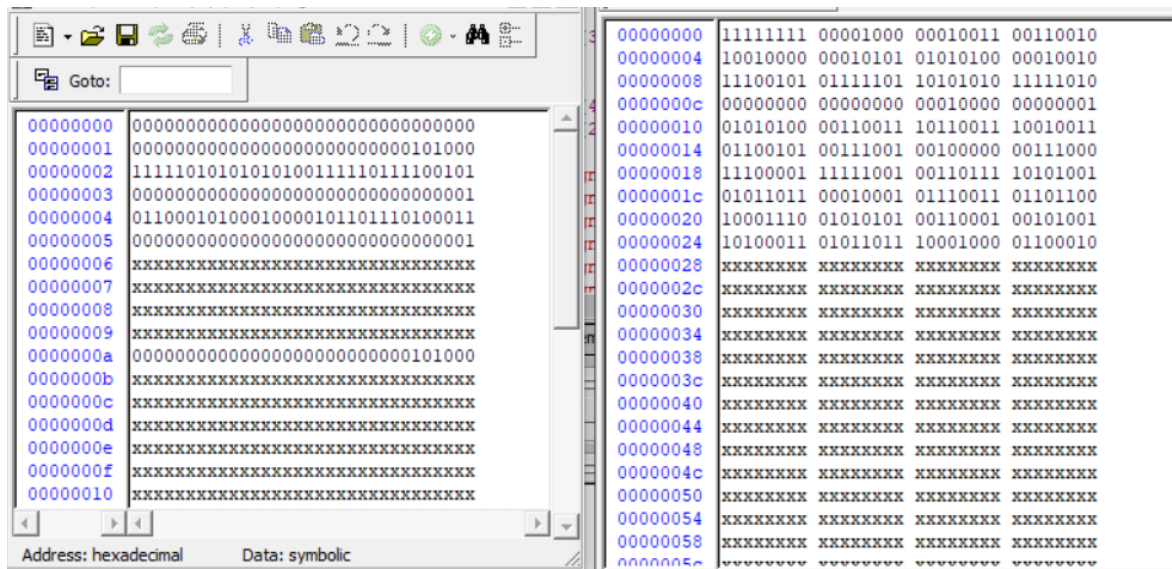 Goto:
00000000 00000000000000000000000000000000
00000001 00000000000000000000000000101000
00000002 11111010101010100111110111100101
00000003 00000000000000000000000000000001
00000004 01100010100010000101101110100011
00000005 00000000000000000000000000000001
00000006 xxxxxxxxxxxxxxxxxxxxxxxxxxxxxxxx
00000007 xxxxxxxxxxxxxxxxxxxxxxxxxxxxxxxx
00000008 xxxxxxxxxxxxxxxxxxxxxxxxxxxxxxxx
00000009 xxxxxxxxxxxxxxxxxxxxxxxxxxxxxxxx
0000000a 00000000000000000000000000101000
0000000b xxxxxxxxxxxxxxxxxxxxxxxxxxxxxxxx
0000000c xxxxxxxxxxxxxxxxxxxxxxxxxxxxxxxx
0000000d xxxxxxxxxxxxxxxxxxxxxxxxxxxxxxxx
0000000e xxxxxxxxxxxxxxxxxxxxxxxxxxxxxxxx
0000000f xxxxxxxxxxxxxxxxxxxxxxxxxxxxxxxx
00000010 xxxxxxxxxxxxxxxxxxxxxxxxxxxxxxxx
Address: hexadecimal Data: symbolic
00000000 11111111 00001000 00010011 00110010
00000004 10010000 00010101 01010100 00010010
00000008 11100101 01111101 10101010 11111010
0000000c 00000000 00000000 00010000 00000001
00000010 01010100 00110011 10110011 10010011
00000014 01100101 00111001 00100000 00111000
00000018 11100001 11111001 00110111 10101001
0000001c 01011011 00010001 01110011 01101100
00000020 10001110 01010101 00110001 00101001
00000024 10100011 01011011 10001000 01100010
00000028 xxxxxxxx xxxxxxxx xxxxxxxx xxxxxxxx
0000002c xxxxxxxx xxxxxxxx xxxxxxxx xxxxxxxx
00000030 xxxxxxxx xxxxxxxx xxxxxxxx xxxxxxxx
00000034 xxxxxxxx xxxxxxxx xxxxxxxx xxxxxxxx
00000038 xxxxxxxx xxxxxxxx xxxxxxxx xxxxxxxx
0000003c xxxxxxxx xxxxxxxx xxxxxxxx xxxxxxxx
00000040 xxxxxxxx xxxxxxxx xxxxxxxx xxxxxxxx
00000044 xxxxxxxx xxxxxxxx xxxxxxxx xxxxxxxx
00000048 xxxxxxxx xxxxxxxx xxxxxxxx xxxxxxxx
0000004c xxxxxxxx xxxxxxxx xxxxxxxx xxxxxxxx
00000050 xxxxxxxx xxxxxxxx xxxxxxxx xxxxxxxx
00000054 xxxxxxxx xxxxxxxx xxxxxxxx xxxxxxxx
00000058 xxxxxxxx xxxxxxxx xxxxxxxx xxxxxxxx
0000005c xxxxxxxx xxxxxxxx xxxxxxxx xxxxxxxx